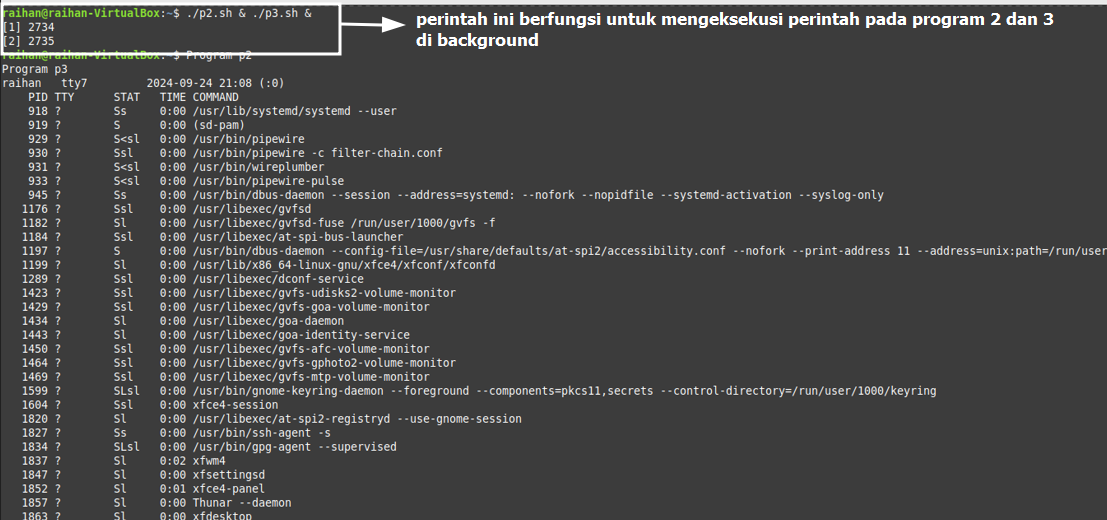 raihan@raihan-VirtualBox:~$ ./p2.sh & ./p3.sh &
[1] 2734
[2] 2735
perintah ini berfungsi untuk mengeksekusi perintah pada program 2 dan 3
di background
raihan@raihan-VirtualBox:~$ Program p2
Program p3
raihan   tty7         2024-09-24 21:08 (:0)
    PID TTY      STAT   TIME COMMAND
    918 ?        Ss     0:00 /usr/lib/systemd/systemd --user
    919 ?        S      0:00 (sd-pam)
    929 ?        S<sl   0:00 /usr/bin/pipewire
    930 ?        Ssl    0:00 /usr/bin/pipewire -c filter-chain.conf
    931 ?        S<sl   0:00 /usr/bin/wireplumber
    933 ?        S<sl   0:00 /usr/bin/pipewire-pulse
    945 ?        Ss     0:00 /usr/bin/dbus-daemon --session --address=systemd: --nofork --nopidfile --systemd-activation --syslog-only
   1176 ?        Ssl    0:00 /usr/libexec/gvfsd
   1182 ?        Sl     0:00 /usr/libexec/gvfsd-fuse /run/user/1000/gvfs -f
   1184 ?        Ssl    0:00 /usr/libexec/at-spi-bus-launcher
   1197 ?        S      0:00 /usr/bin/dbus-daemon --config-file=/usr/share/defaults/at-spi2/accessibility.conf --nofork --print-address 11 --address=unix:path=/run/user
   1199 ?        Sl     0:00 /usr/lib/x86_64-linux-gnu/xfce4/xfconf/xfconfd
   1289 ?        Ssl    0:00 /usr/libexec/dconf-service
   1423 ?        Ssl    0:00 /usr/libexec/gvfs-udisks2-volume-monitor
   1429 ?        Ssl    0:00 /usr/libexec/gvfs-goa-volume-monitor
   1434 ?        Sl     0:00 /usr/libexec/goa-daemon
   1443 ?        Sl     0:00 /usr/libexec/goa-identity-service
   1450 ?        Ssl    0:00 /usr/libexec/gvfs-afc-volume-monitor
   1464 ?        Ssl    0:00 /usr/libexec/gvfs-gphoto2-volume-monitor
   1469 ?        Ssl    0:00 /usr/libexec/gvfs-mtp-volume-monitor
   1599 ?        SLsl   0:00 /usr/bin/gnome-keyring-daemon --foreground --components=pkcs11,secrets --control-directory=/run/user/1000/keyring
   1604 ?        Ssl    0:00 xfce4-session
   1820 ?        Sl     0:00 /usr/libexec/at-spi2-registryd --use-gnome-session
   1827 ?        Ss     0:00 /usr/bin/ssh-agent -s
   1834 ?        SLsl   0:00 /usr/bin/gpg-agent --supervised
   1837 ?        Sl     0:02 xfwm4
   1847 ?        Sl     0:00 xfsettingsd
   1852 ?        Sl     0:01 xfce4-panel
   1857 ?        Sl     0:00 Thunar --daemon
   1863 ?        Sl     0:00 xfdesktop